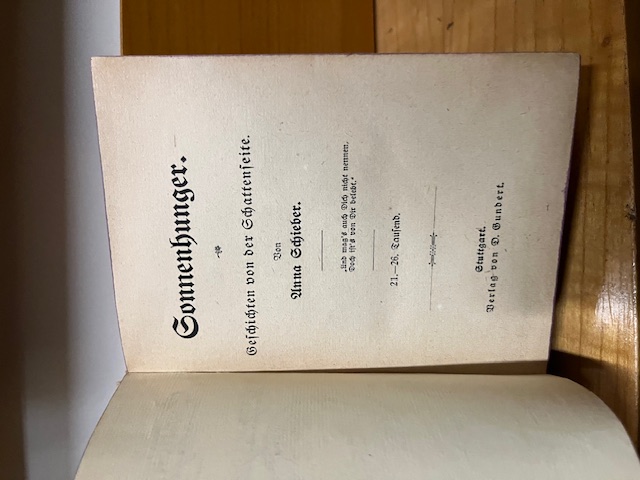 Sonnenhunger.
Geschichten von der Schattenseite.
Von
Anna Schieber.
„Und mag's auch Dich nicht nennen,
Doch ist's von Dir belebt.“
21.—26. Tausend.
Stuttgart.
Verlag von D. Gundert.